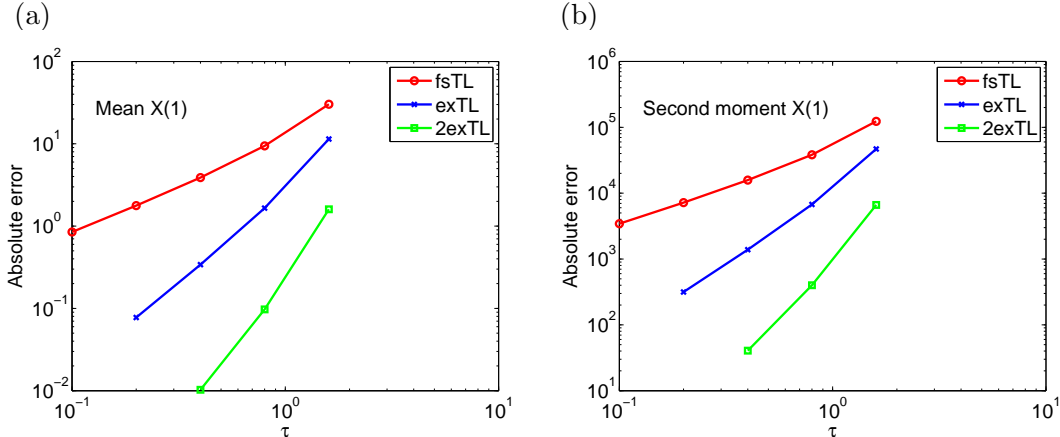 (a)
10^2
10^1
10^0
10^-1
10^-2
Absolute error
Mean X(1)
fsTL
exTL
2exTL
10^-1
10^0
10^1
τ
(b)
10^6
10^5
10^4
10^3
10^2
10^1
Absolute error
Second moment X(1)
fsTL
exTL
2exTL
10^-1
10^0
10^1
τ